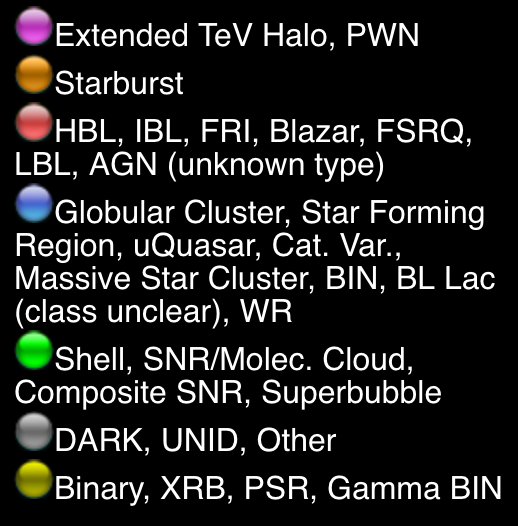 Extended TeV Halo, PWN
Starburst
HBL, IBL, FRI, Blazar, FSRQ,
LBL, AGN (unknown type)
Globular Cluster, Star Forming
Region, uQuasar, Cat. Var.,
Massive Star Cluster, BIN, BL Lac
(class unclear), WR
Shell, SNR/Molec. Cloud,
Composite SNR, Superbubble
DARK, UNID, Other
Binary, XRB, PSR, Gamma BIN